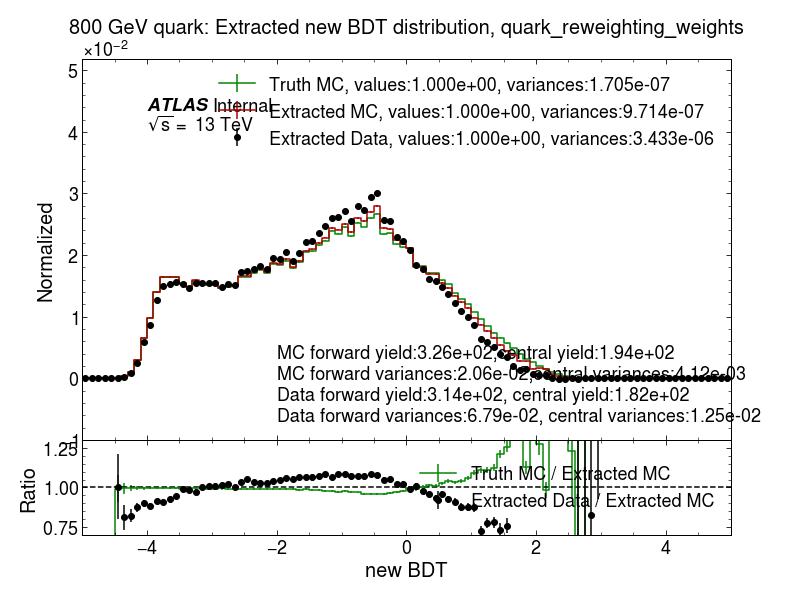 800 GeV quark: Extracted new BDT distribution, quark_reweighting_weights
×10⁻²
5
4
3
2
1
0
−1
Normalized
ATLAS Internal
√s = 13 TeV
Truth MC, values:1.000e+00, variances:1.705e-07
Extracted MC, values:1.000e+00, variances:9.714e-07
Extracted Data, values:1.000e+00, variances:3.433e-06
MC forward yield:3.26e+02, central yield:1.94e+02
MC forward variances:2.06e-02, central variances:4.12e-03
Data forward yield:3.14e+02, central yield:1.82e+02
Data forward variances:6.79e-02, central variances:1.25e-02
1.25
1.00
0.75
Ratio
Truth MC / Extracted MC
Extracted Data / Extracted MC
−4
−2
0
2
4
new BDT